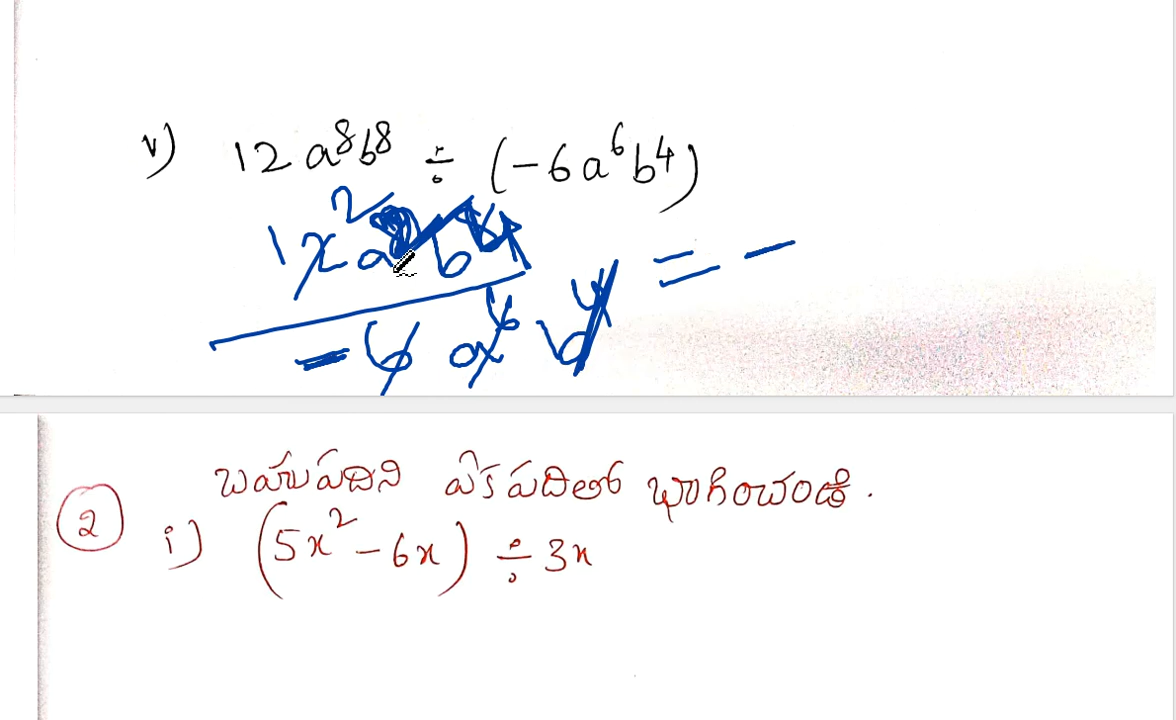 v) 12a⁸b⁸ ÷ (-6a⁶b⁴)
= -
బహుపదిని ఏకపదితో భాగించండి.
2 i) (5x² - 6x) ÷ 3x